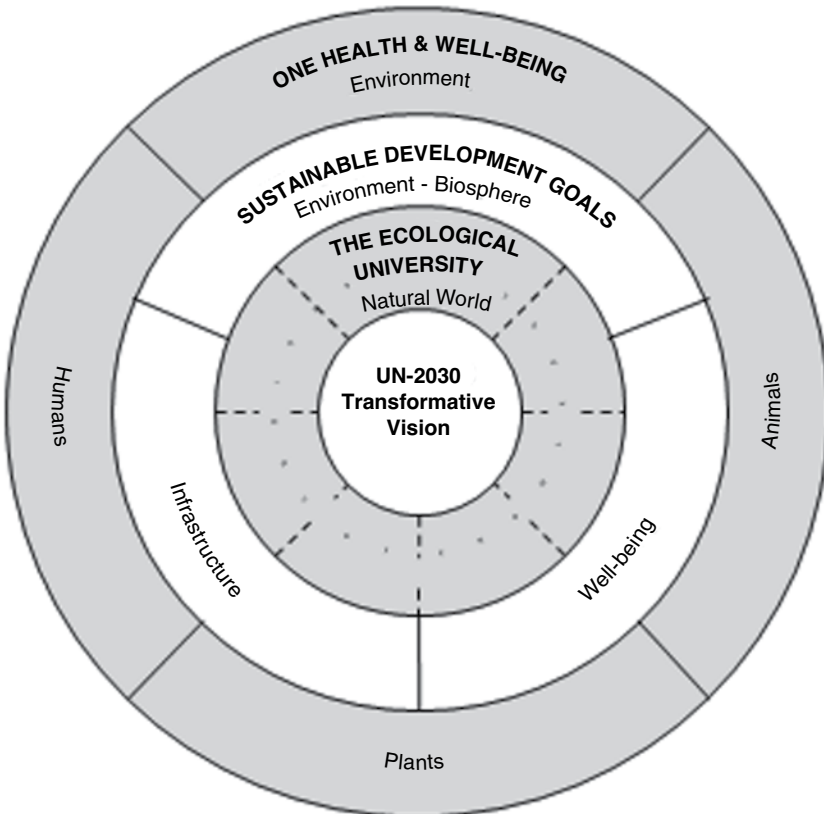 ONE HEALTH & WELL-BEING
Environment
SUSTAINABLE DEVELOPMENT GOALS
Environment - Biosphere
THE ECOLOGICAL
UNIVERSITY
Natural World
UN-2030
Transformative
Vision
Humans
Animals
Infrastructure
Well-being
Plants